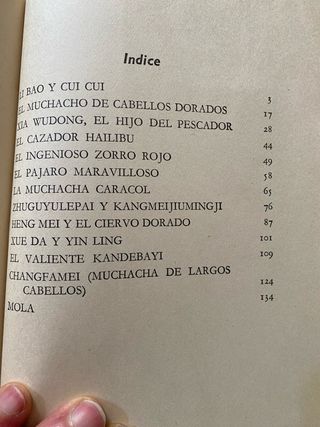 Indice
LI BAO Y CUI CUI 3
EL MUCHACHO DE CABELLOS DORADOS 17
XIA WUDONG, EL HIJO DEL PESCADOR 28
EL CAZADOR HAILIBU 44
EL INGENIOSO ZORRO ROJO 49
EL PAJARO MARAVILLOSO 58
LA MUCHACHA CARACOL 65
ZHUGUYULEPAI Y KANGMEIJIUMINGJI 76
HENG MEI Y EL CIERVO DORADO 87
XUE DA Y YIN LING 101
EL VALIENTE KANDEBAYI 109
CHANGFAMEI (MUCHACHA DE LARGOS
CABELLOS) 124
MOLA 134